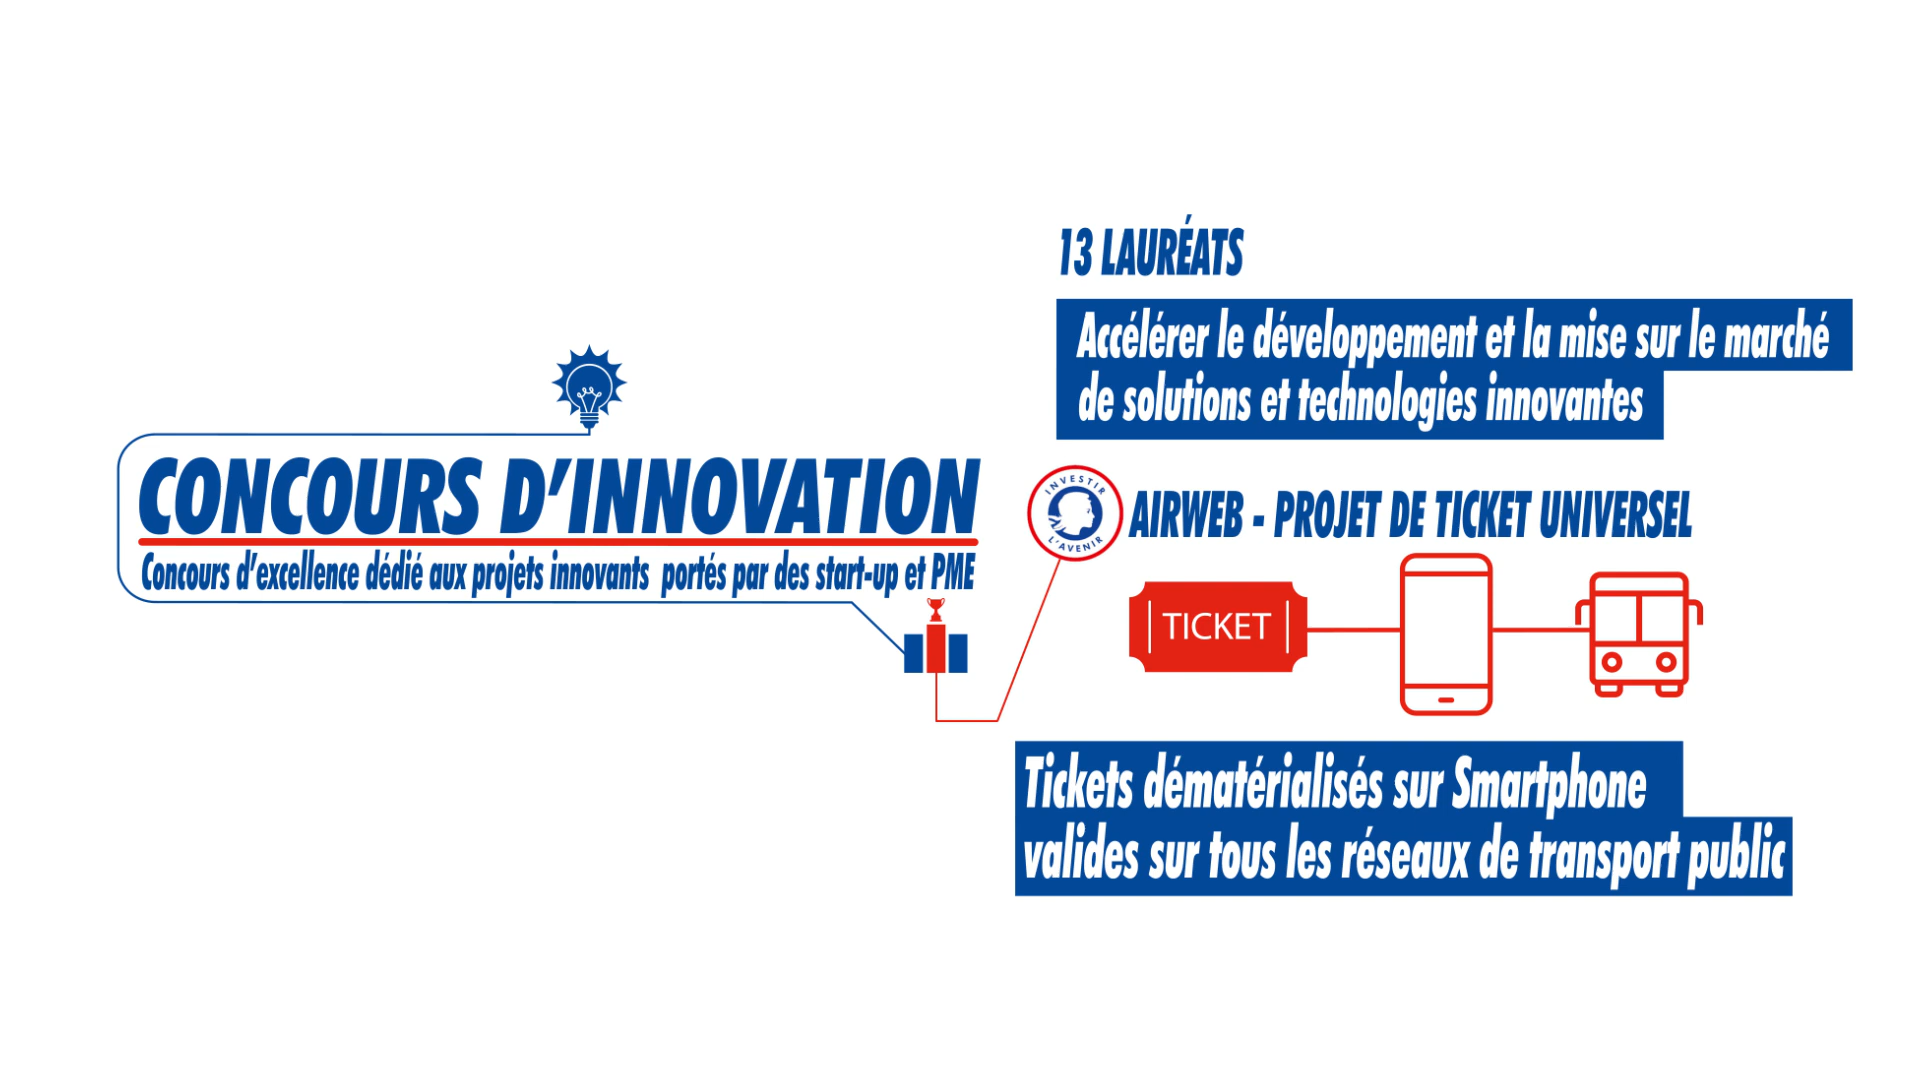 CONCOURS D'INNOVATION
Concours d'excellence dédié aux projets innovants portés par des start-up et PME
13 LAURÉATS
Accélérer le développement et la mise sur le marché
de solutions et technologies innovantes
INVESTIR
L'AVENIR
AIRWEB - PROJET DE TICKET UNIVERSEL
TICKET
Tickets dématérialisés sur Smartphone
valides sur tous les réseaux de transport public